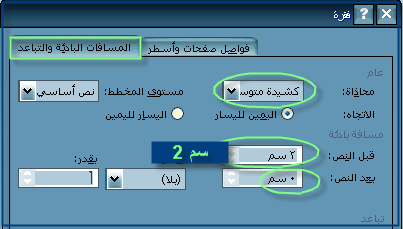 فقرة
المسافات البادئة والتباعد فواصل صفحات وأسطر
عام
محاذاة: كشيدة متوس مستوى المخطط: نص أساسي
الاتجاه: اليمين لليسار اليسار لليمين
مسافة بادئة
قبل النص: ٢ سم
سم 2
بقدر:
بعد النص: ٠ سم (بلا)
تباعد